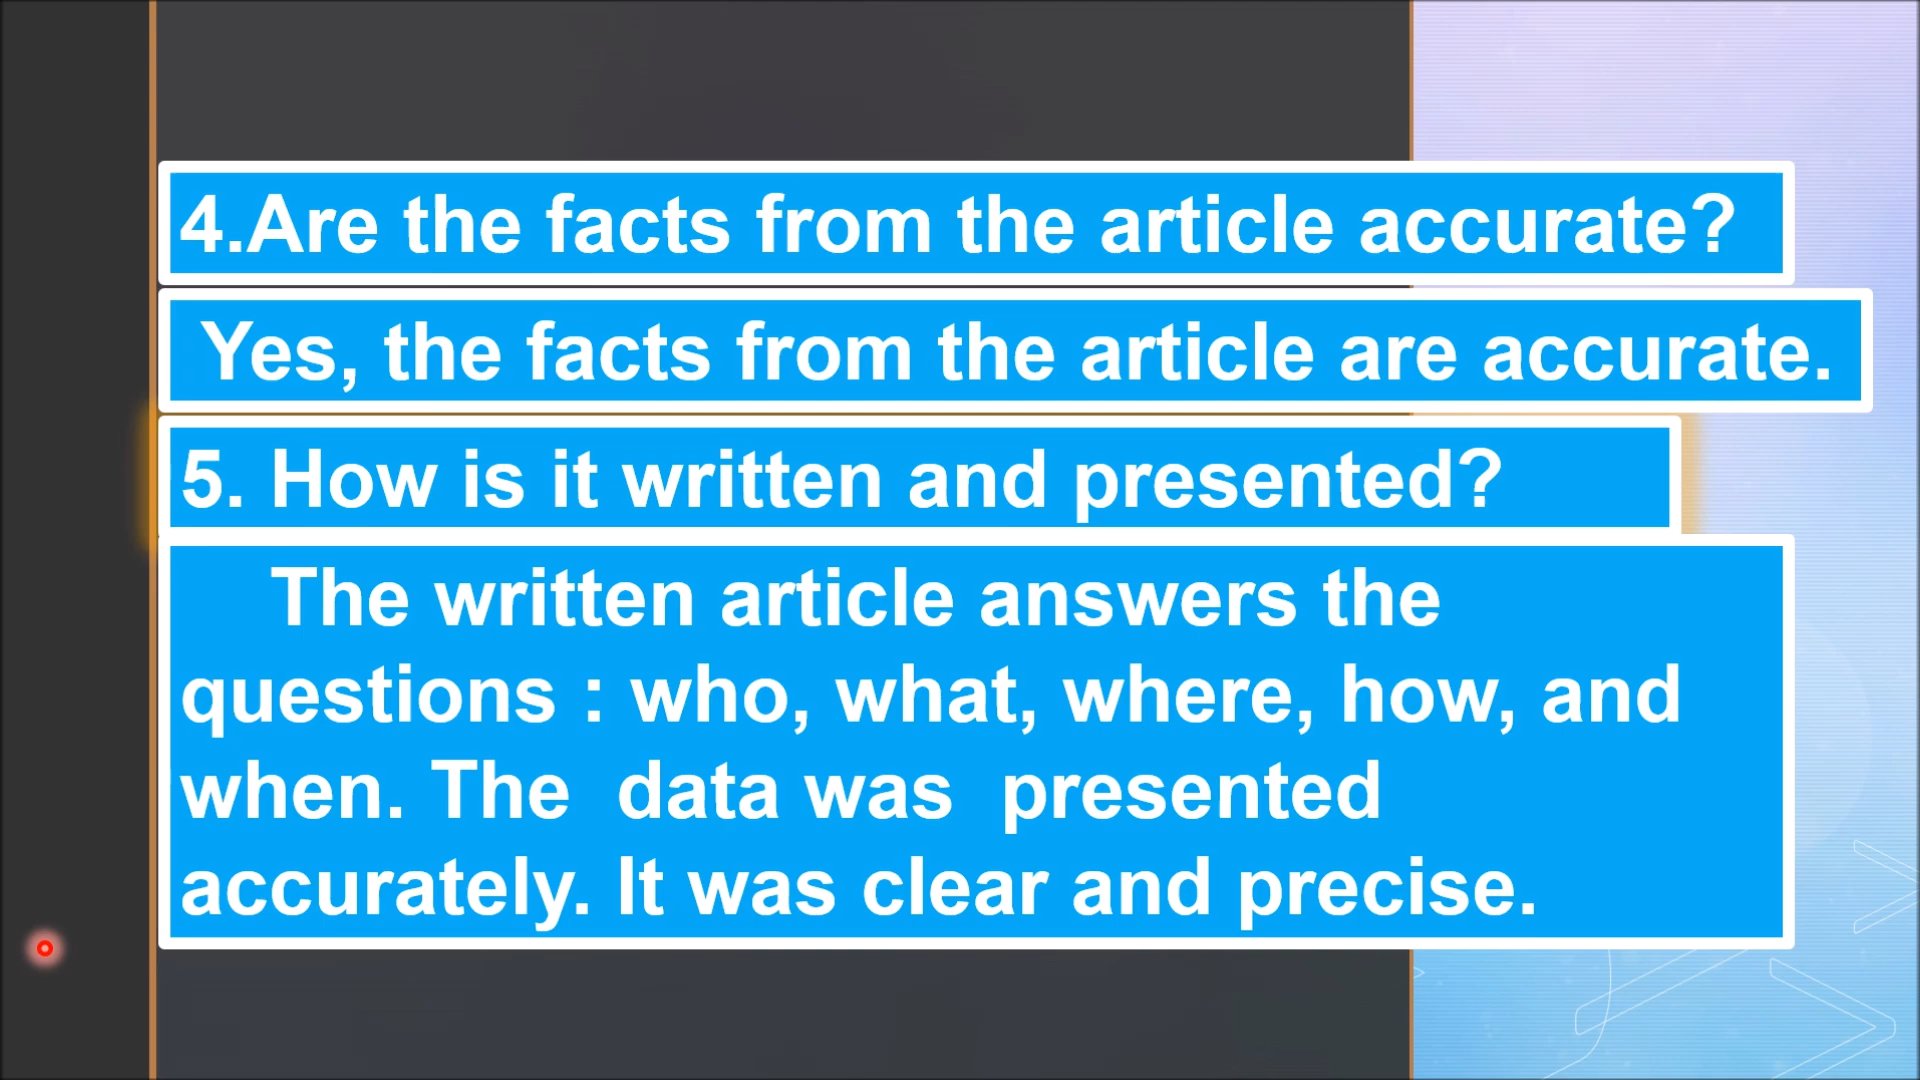 4.Are the facts from the article accurate?
Yes, the facts from the article are accurate.
5. How is it written and presented?
The written article answers the
questions : who, what, where, how, and
when. The data was presented
accurately. It was clear and precise.